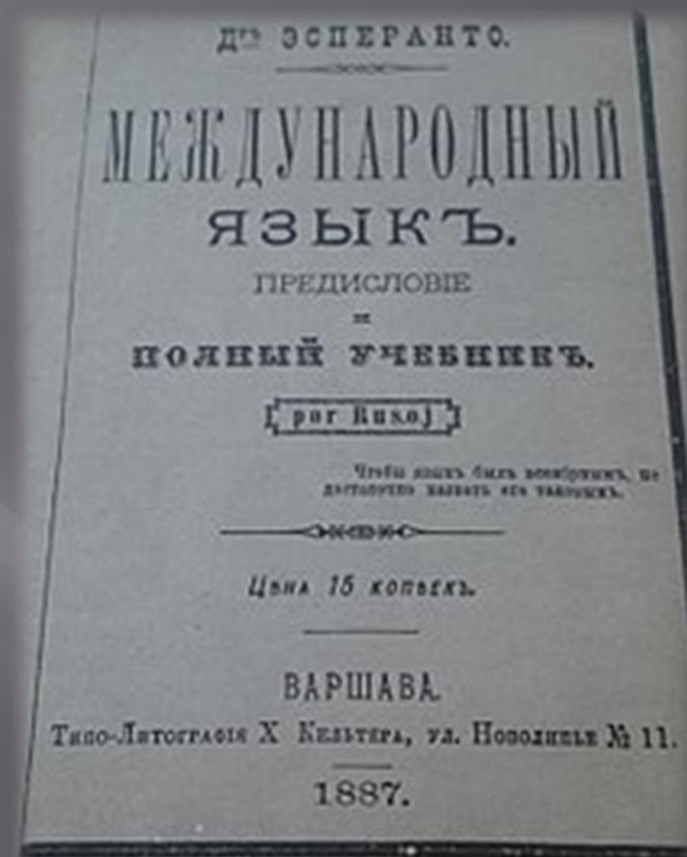 Дръ ЭСПЕРАНТО.
МЕЖДУНАРОДНЫЙ
ЯЗЫКЪ.
ПРЕДИСЛОВІЕ
и
ПОЛНЫЙ УЧЕБНИКЪ.
por Rusoj
Чтобы языкъ былъ всемірнымъ, не
достаточно назвать его таковымъ.
Цѣна 15 копѣекъ.
ВАРШАВА.
Типо-Литографія Х Кельтера, ул. Новолипье № 11.
1887.